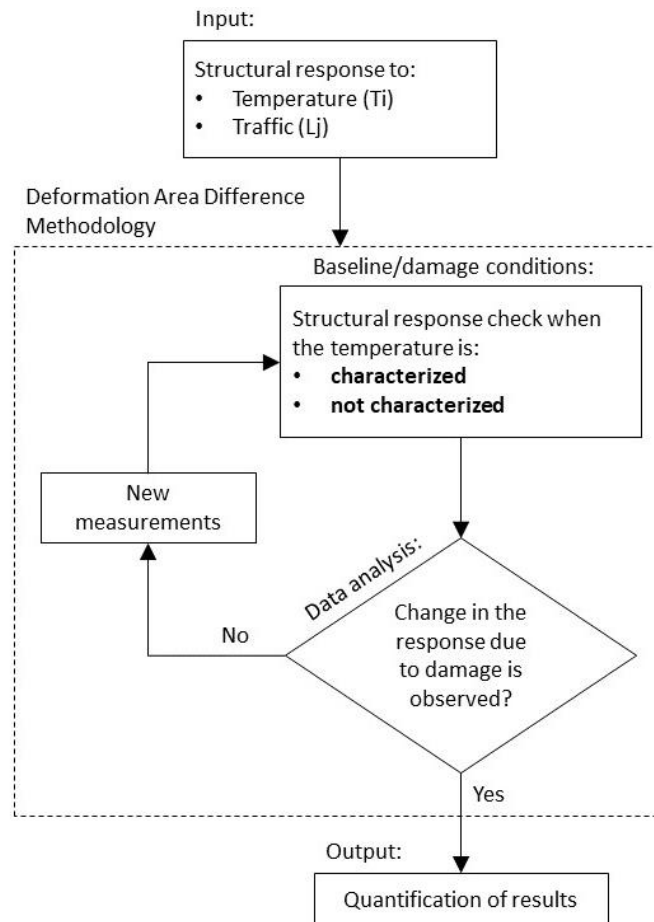 Input:
Structural response to:
• Temperature (Ti)
• Traffic (Lj)
Deformation Area Difference
Methodology
Baseline/damage conditions:
Structural response check when
the temperature is:
• characterized
• not characterized
New
measurements
Data analysis:
No
Change in the
response due
to damage is
observed?
Yes
Output:
Quantification of results